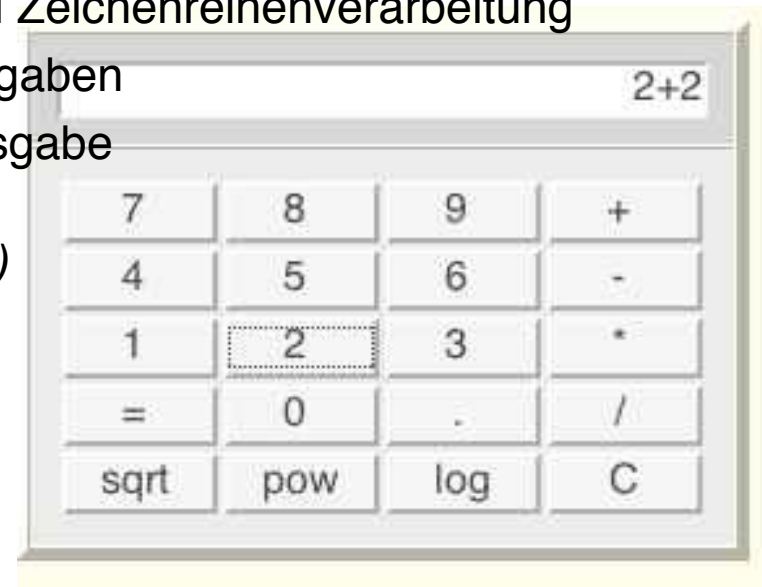 Zeichenreihenverarbeitung
gaben
sgabe
)
2+2
7 8 9 +
4 5 6 -
1 2 3 *
= 0 . /
sqrt pow log C